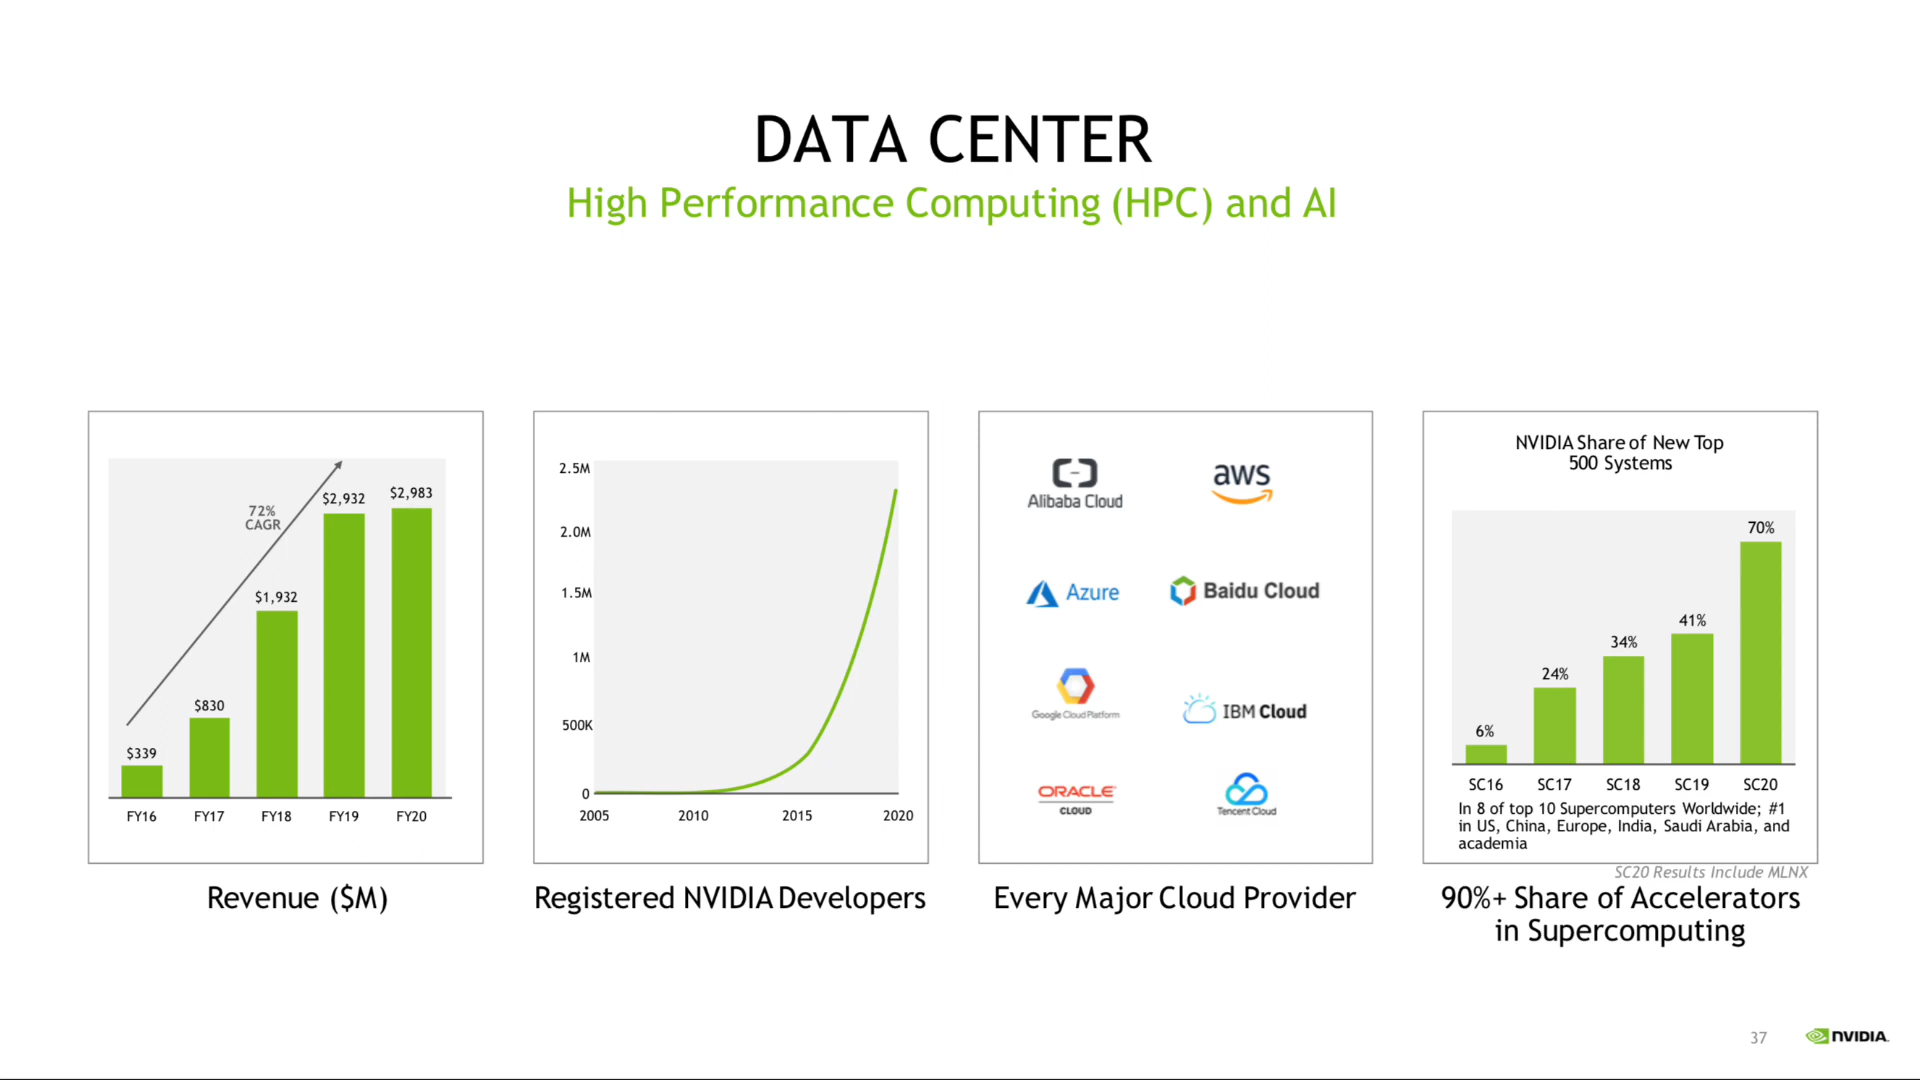 DATA CENTER
High Performance Computing (HPC) and AI
72%
CAGR
$339
$830
$1,932
$2,932
$2,983
FY16 FY17 FY18 FY19 FY20
Revenue ($M)
2.5M
2.0M
1.5M
1M
500K
0
2005 2010 2015 2020
Registered NVIDIA Developers
Alibaba Cloud
aws
Azure
Baidu Cloud
Google Cloud Platform
IBM Cloud
ORACLE
CLOUD
Tencent Cloud
Every Major Cloud Provider
NVIDIA Share of New Top
500 Systems
6%
24%
34%
41%
70%
SC16 SC17 SC18 SC19 SC20
In 8 of top 10 Supercomputers Worldwide; #1
in US, China, Europe, India, Saudi Arabia, and
academia
SC20 Results Include MLNX
90%+ Share of Accelerators
in Supercomputing
37
NVIDIA.